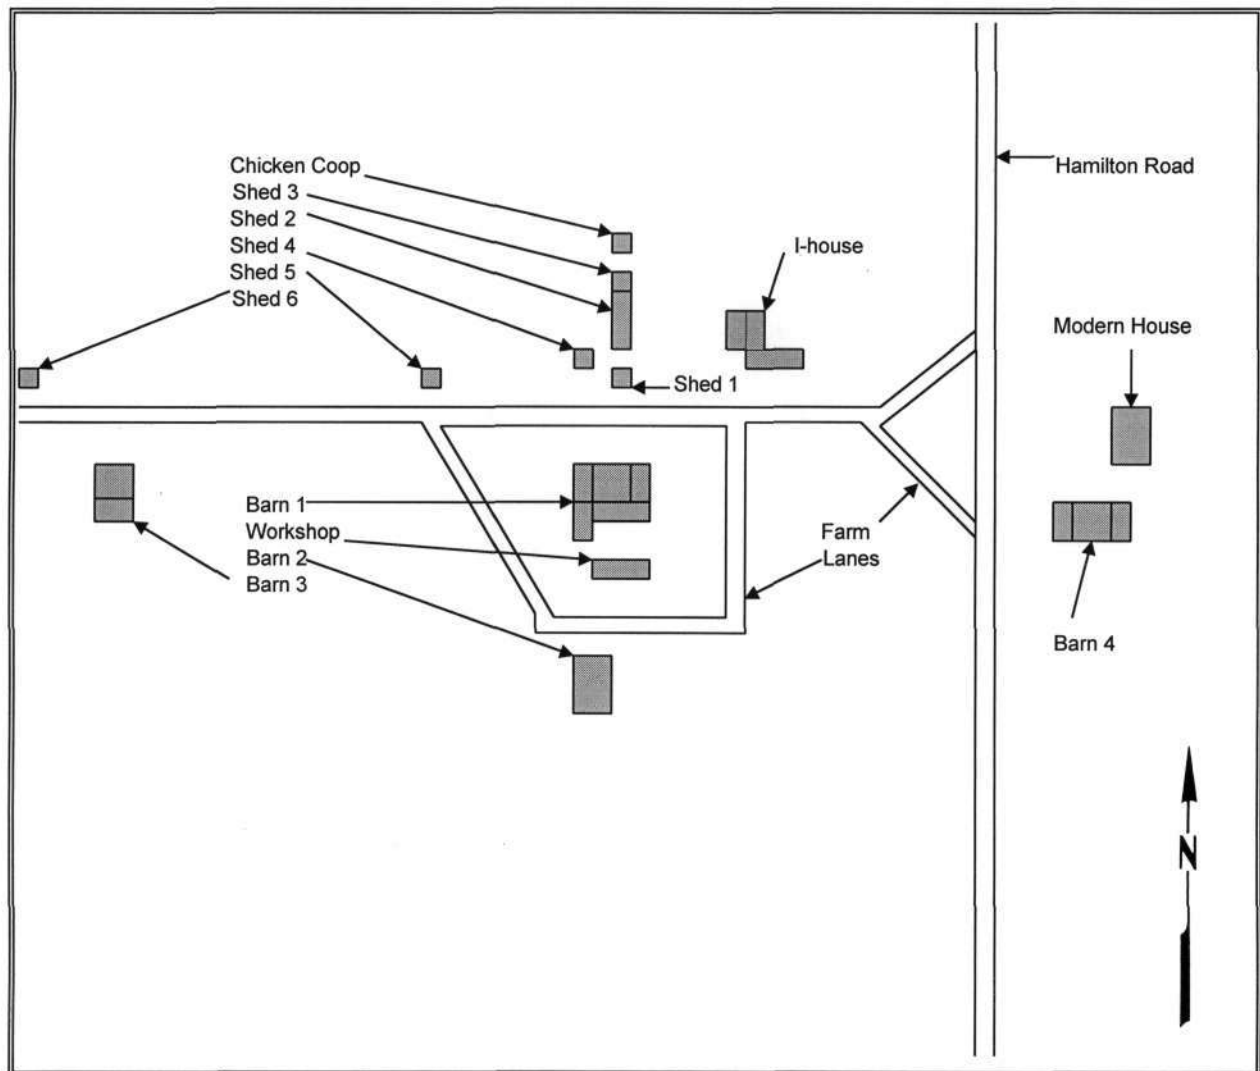 Chicken Coop
Shed 3
Shed 2
Shed 4
Shed 5
Shed 6
Hamilton Road
I-house
Modern House
Shed 1
Barn 1
Workshop
Barn 2
Barn 3
Farm
Lanes
Barn 4
N